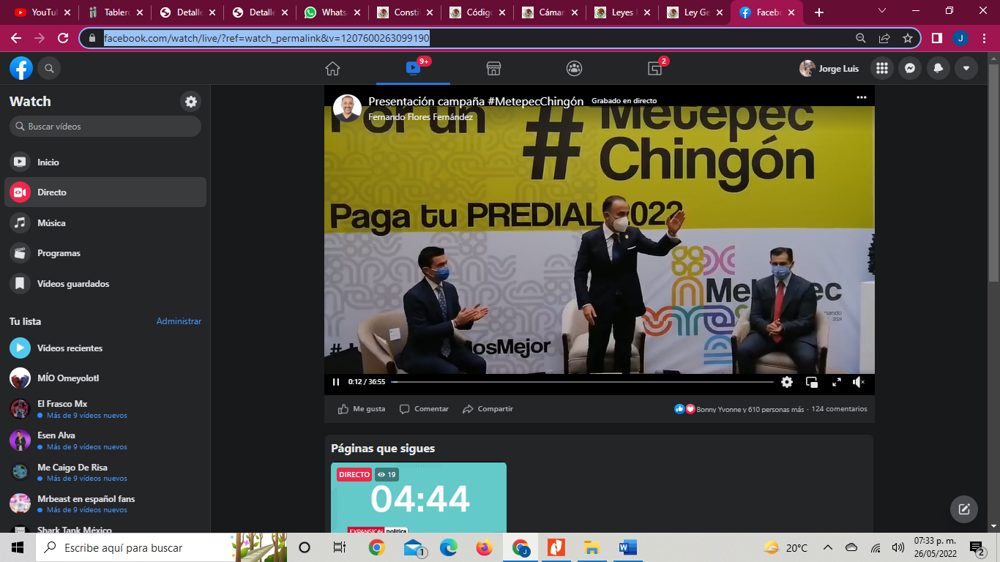 YouTu
Tablero
Detalle
Detalle
Whats
Consti
Código
Cámar
Leyes
Ley Ge
Faceb
facebook.com/watch/live/?ref=watch_permalink&v=1207600263099190
J
9+
2
Jorge Luis
Watch
Buscar vídeos
Inicio
Directo
Música
Programas
Vídeos guardados
Tu lista
Administrar
Vídeos recientes
MÍO Omeyolotl
El Frasco Mx
Más de 9 vídeos nuevos
Esen Alva
Más de 9 vídeos nuevos
Me Caigo De Risa
Más de 9 vídeos nuevos
Mrbeast en español fans
Más de 9 vídeos nuevos
Shark Tank México
Presentación campaña #MetepecChingón
Grabado en directo
Fernando Flores Fernández
Por un
# Metepec
Chingón
Paga tu PREDIAL 2022
Me ec
osMejor
0:12 / 36:55
Me gusta
Comentar
Compartir
Bonny Yvonne y 610 personas más · 124 comentarios
Páginas que sigues
DIRECTO
19
04:44
EXPANSIÓN política
Escribe aquí para buscar
1
J
20°C
07:33 p. m.
26/05/2022
2